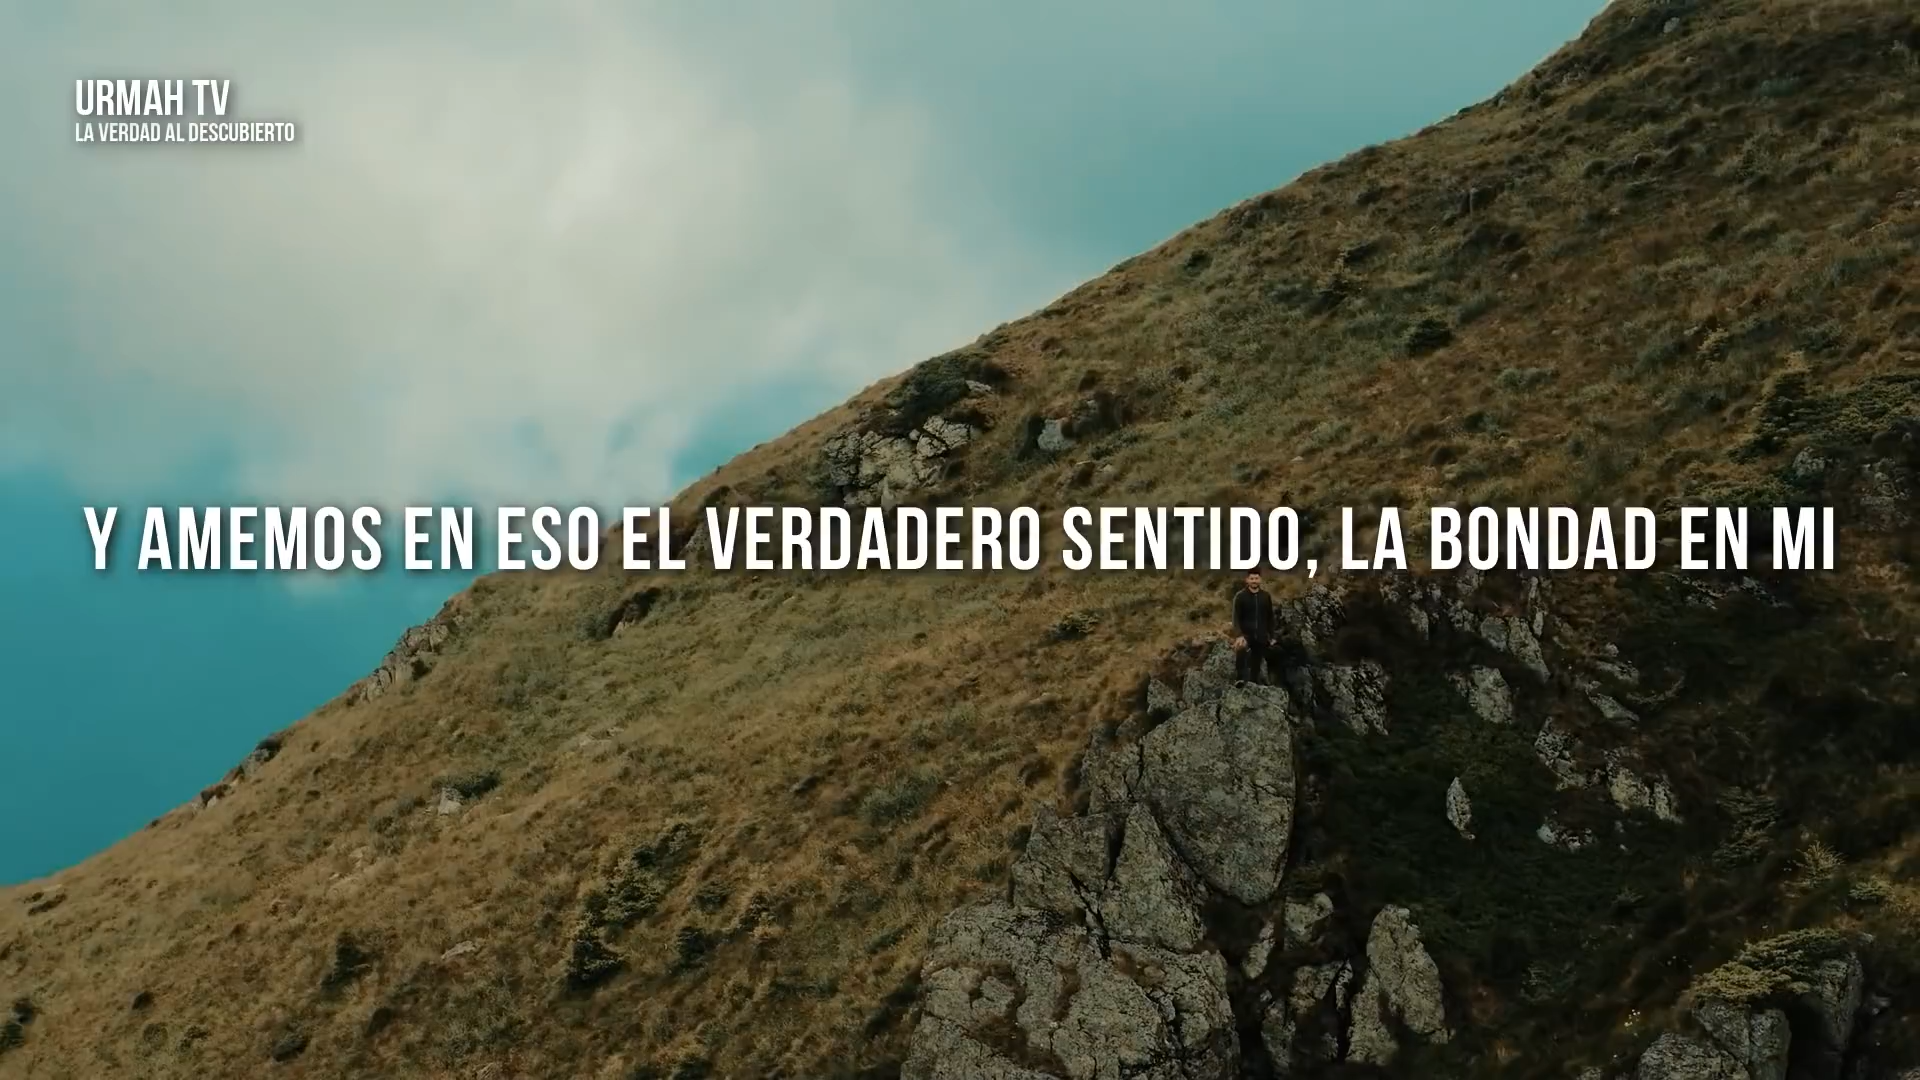 URMAH TV
LA VERDAD AL DESCUBIERTO
Y AMEMOS EN ESO EL VERDADERO SENTIDO, LA BONDAD EN MI